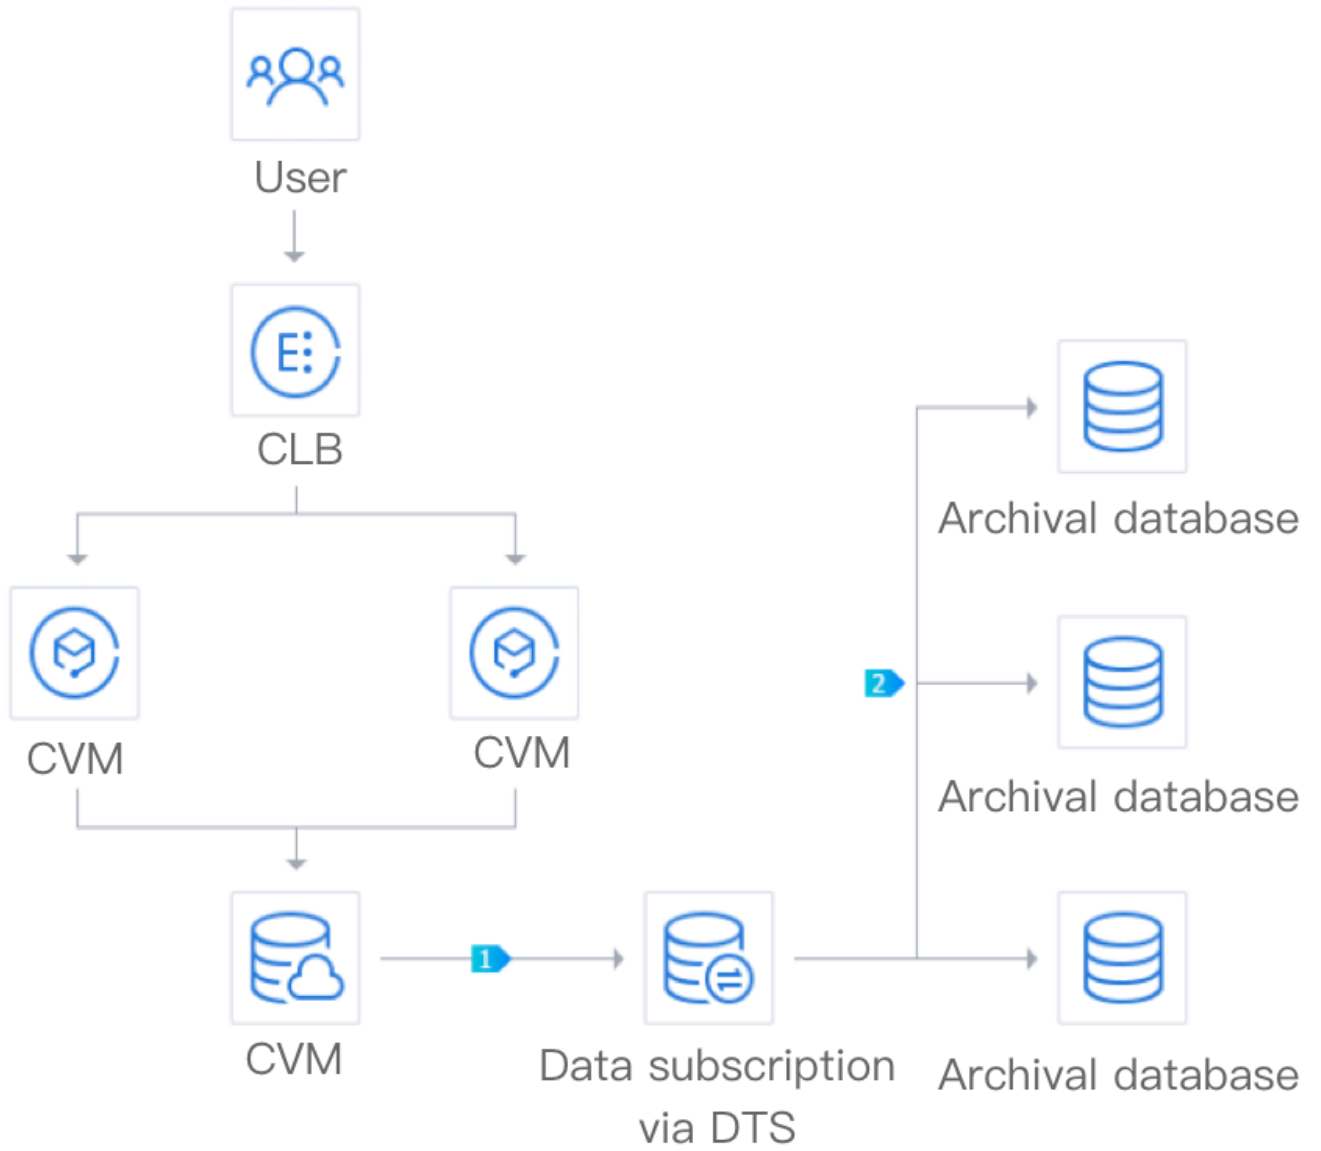 User
E:
CLB
CVM
CVM
CVM
1
Data subscription
via DTS
2
Archival database
Archival database
Archival database